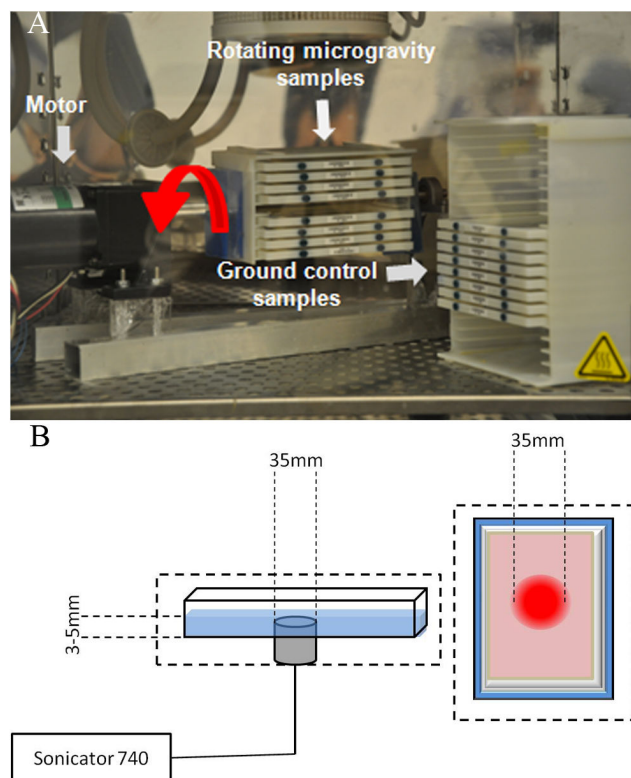 A
Rotating microgravity
samples
Motor
Ground control
samples
B
35mm
35mm
3-5mm
Sonicator 740